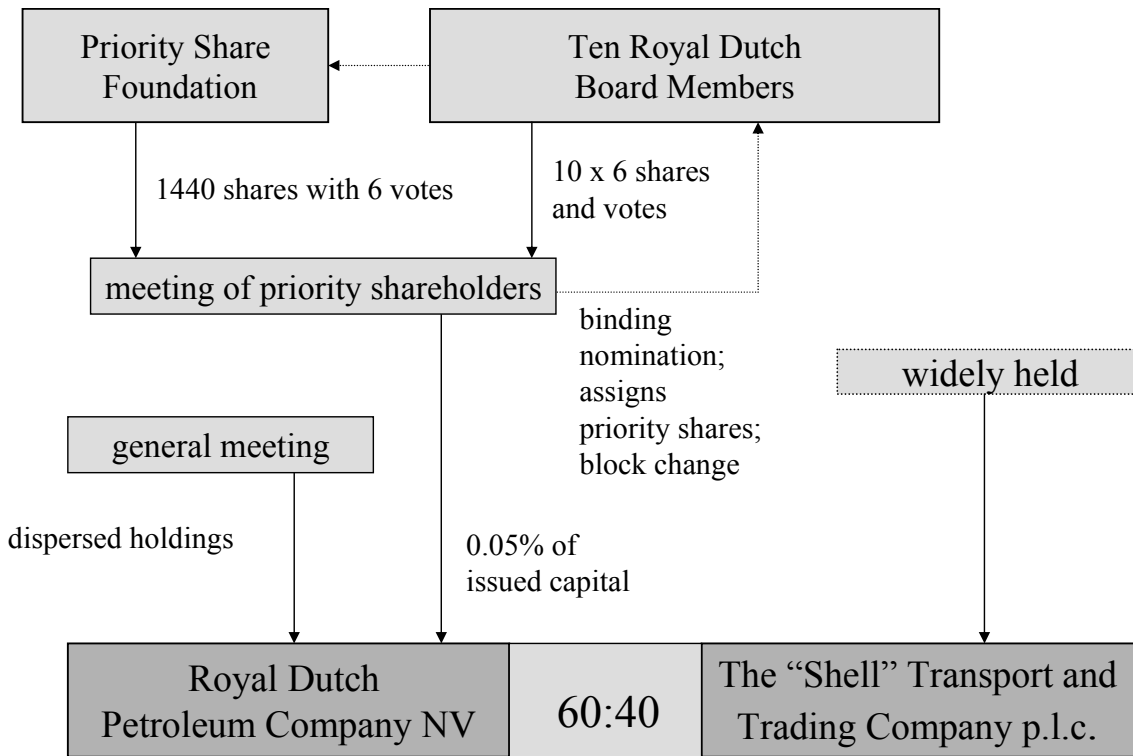 Priority Share
Foundation
Ten Royal Dutch
Board Members
1440 shares with 6 votes
10 x 6 shares
and votes
meeting of priority shareholders
binding
nomination;
assigns
priority shares;
block change
widely held
general meeting
dispersed holdings
0.05% of
issued capital
Royal Dutch
Petroleum Company NV
60:40
The “Shell” Transport and
Trading Company p.l.c.